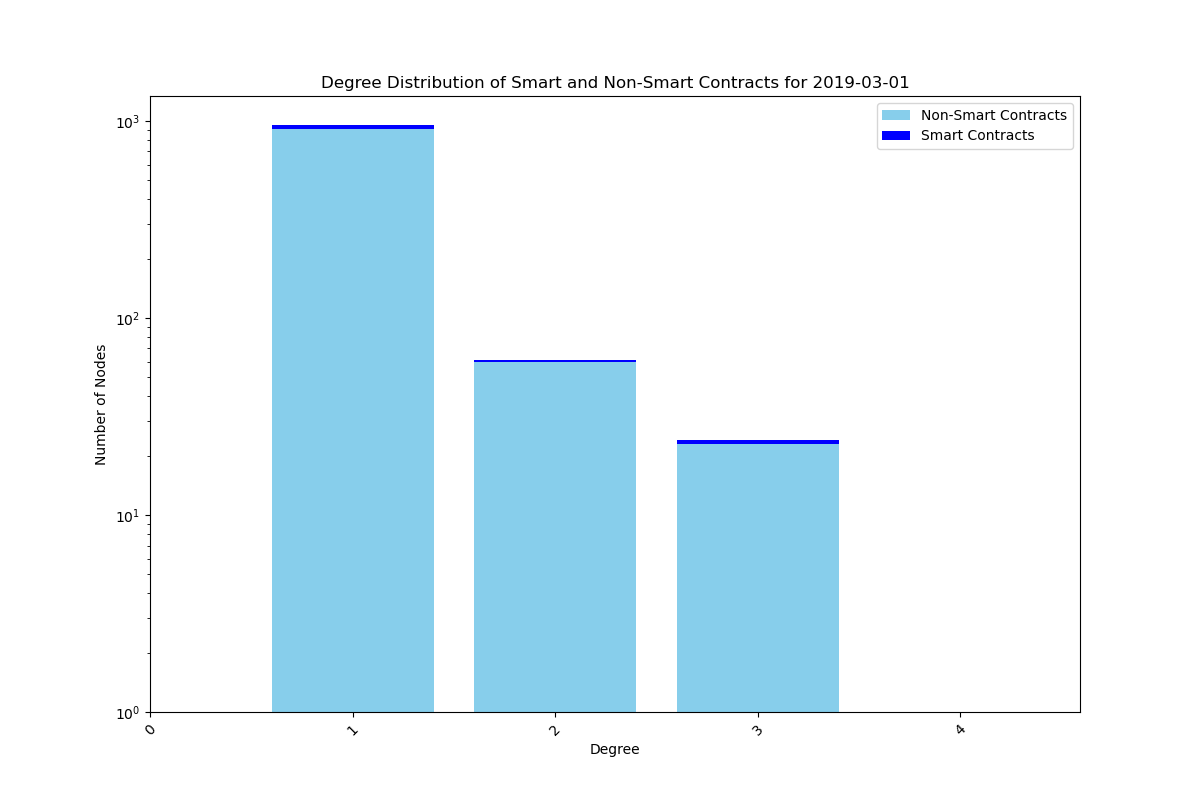 Degree Distribution of Smart and Non-Smart Contracts for 2019-03-01
Non-Smart Contracts
Smart Contracts
Number of Nodes
10³
10²
10¹
10⁰
0
1
2
3
4
Degree